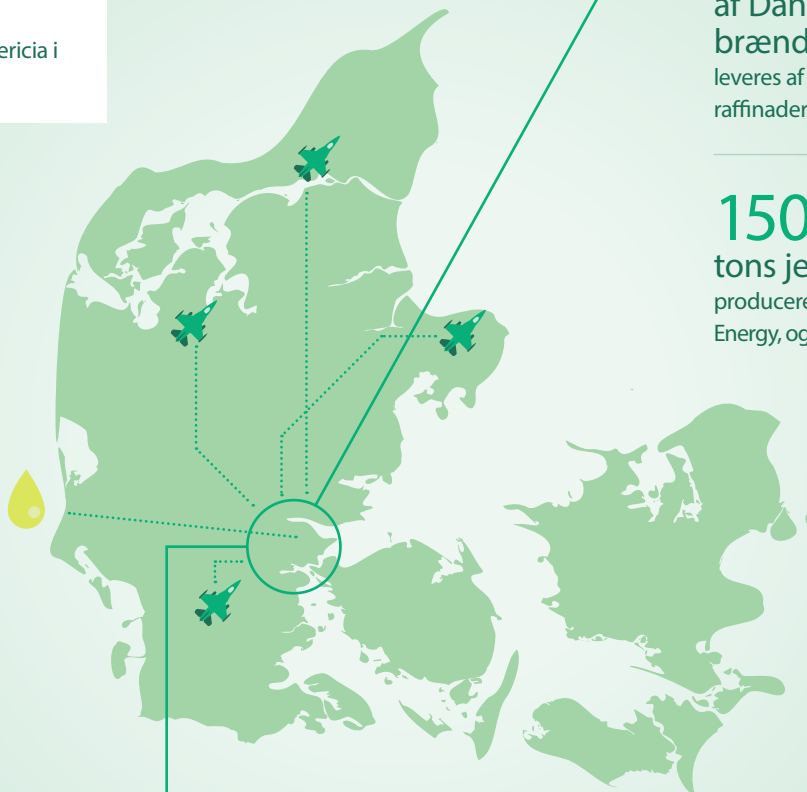 ericia i
af Dan
brænd
leveres af
raffinader
150
tons je
producere
Energy, og